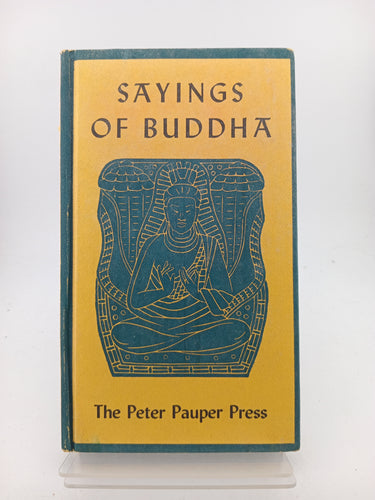 SAYINGS
OF BUDDHA
The Peter Pauper Press